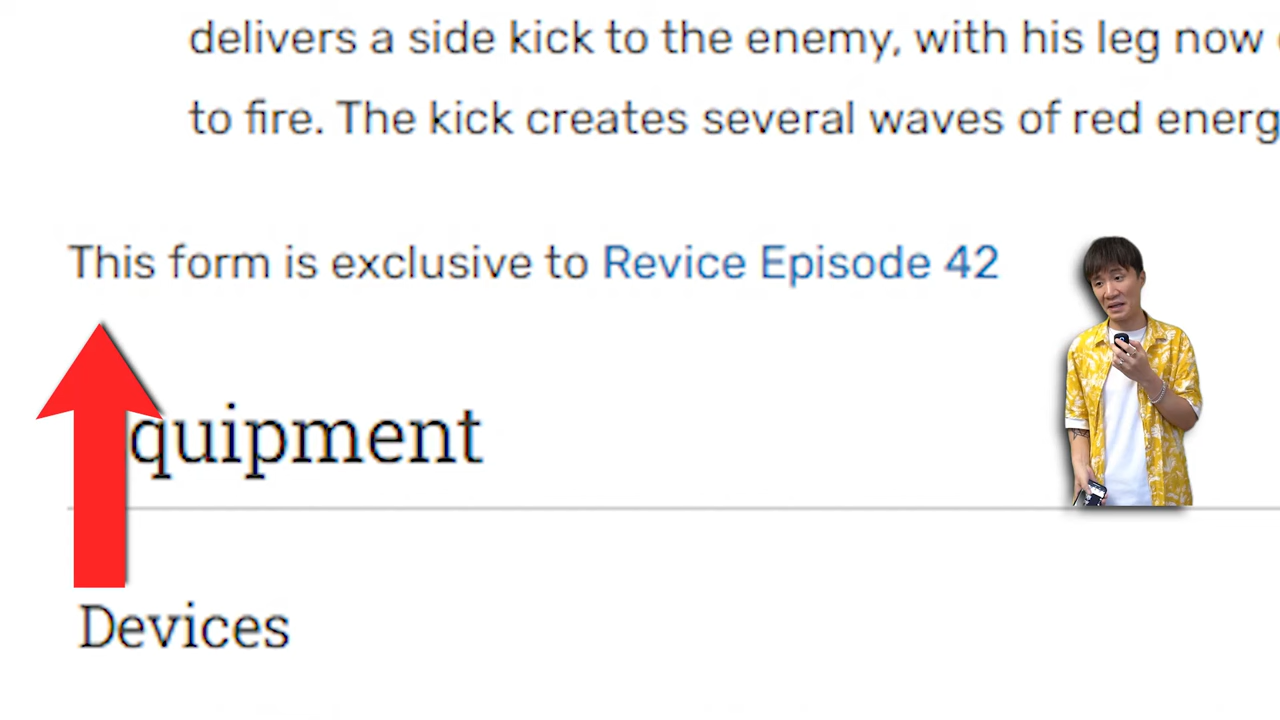 delivers a side kick to the enemy, with his leg now
to fire. The kick creates several waves of red energ
This form is exclusive to Revice Episode 42
quipment
Devices